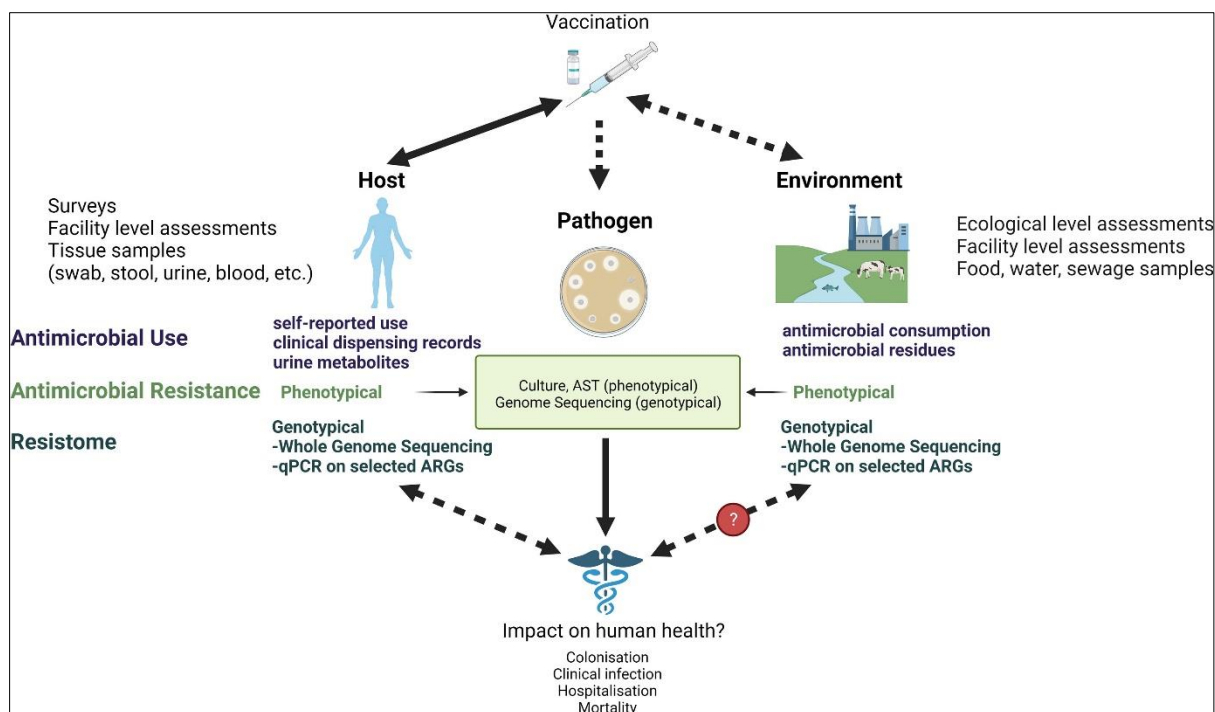 Vaccination
Host
Surveys
Facility level assessments
Tissue samples
(swab, stool, urine, blood, etc.)
Pathogen
Environment
Ecological level assessments
Facility level assessments
Food, water, sewage samples
Antimicrobial Use
self-reported use
clinical dispensing records
urine metabolites
antimicrobial consumption
antimicrobial residues
Antimicrobial Resistance
Phenotypical
Culture, AST (phenotypical)
Genome Sequencing (genotypical)
Phenotypical
Resistome
Genotypical
-Whole Genome Sequencing
-qPCR on selected ARGs
Genotypical
-Whole Genome Sequencing
-qPCR on selected ARGs
?
Impact on human health?
Colonisation
Clinical infection
Hospitalisation
Mortality